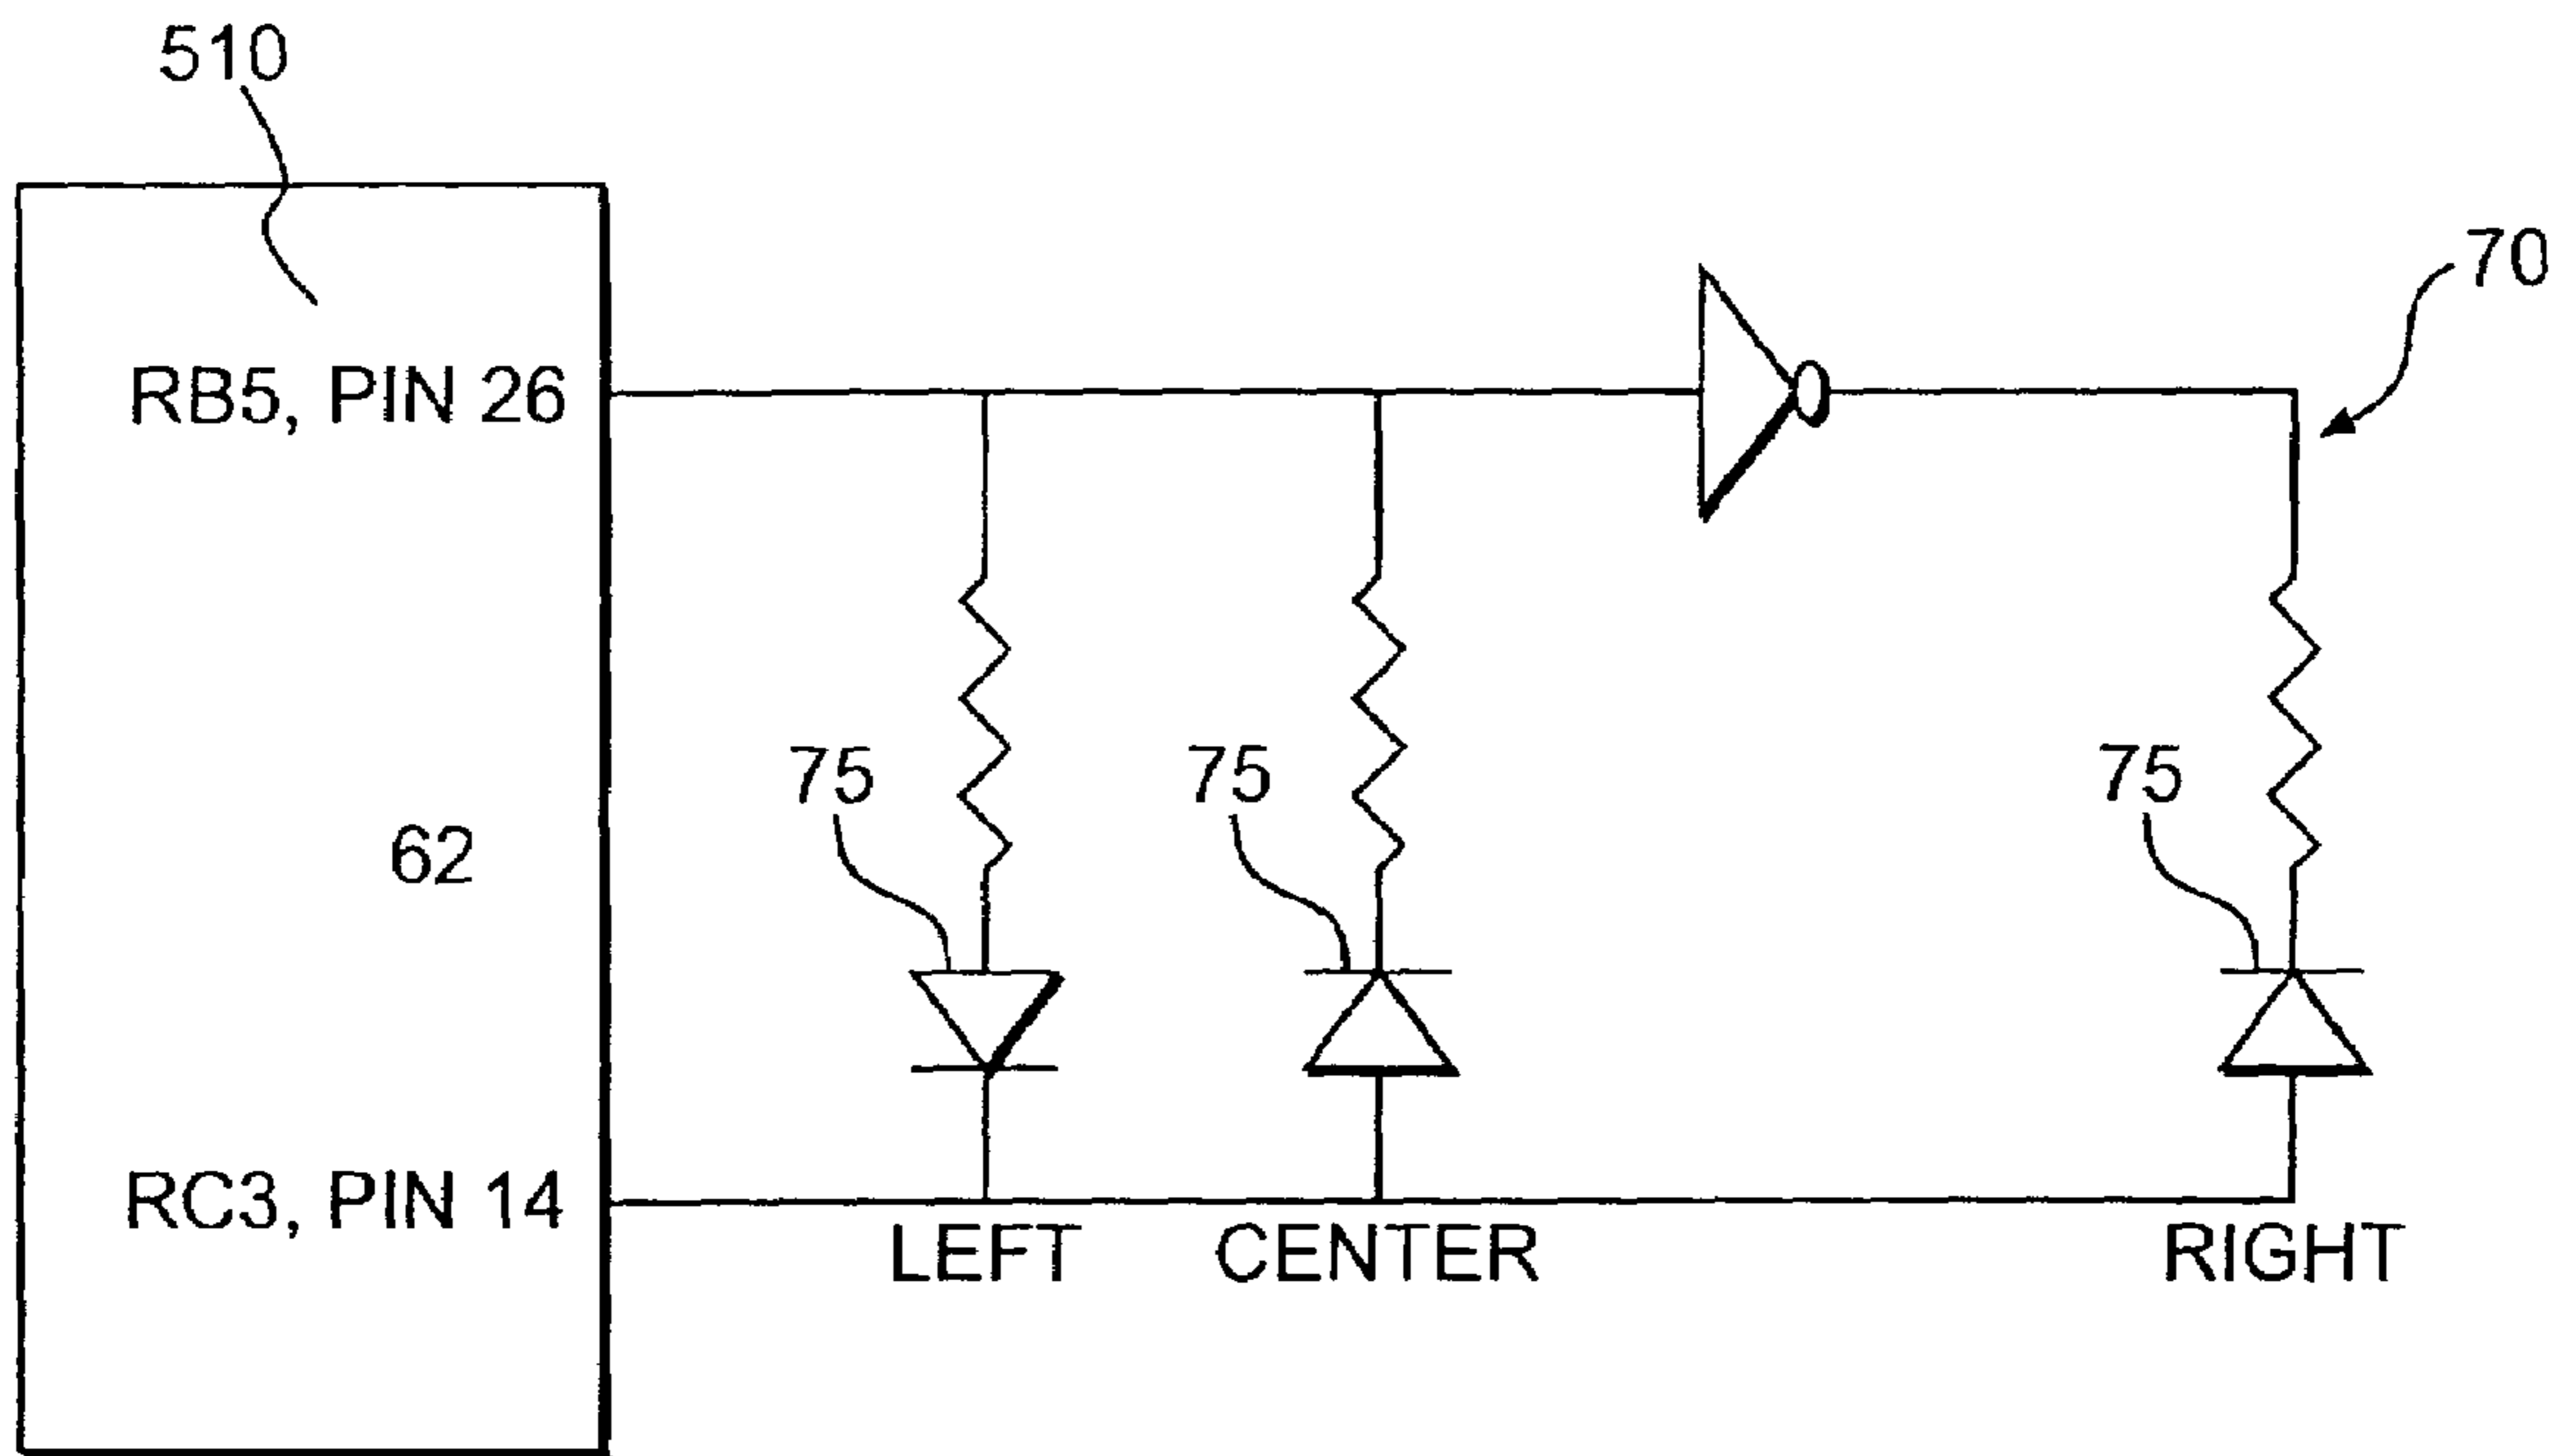 510
70
RB5, PIN 26
75
75
75
62
RC3, PIN 14
LEFT
CENTER
RIGHT